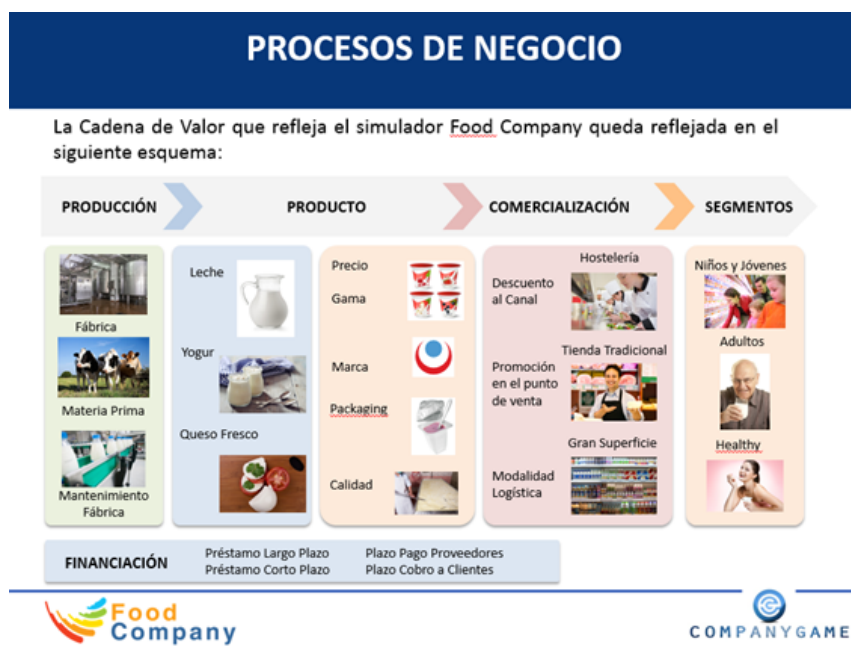 PROCESOS DE NEGOCIO
La Cadena de Valor que refleja el simulador Food Company queda reflejada en el
siguiente esquema:
PRODUCCIÓN
PRODUCTO
COMERCIALIZACIÓN
SEGMENTOS
Fábrica
Materia Prima
Mantenimiento
Fábrica
Leche
Yogur
Queso Fresco
Precio
Gama
Marca
Packaging
Calidad
Descuento
al Canal
Promoción
en el punto
de venta
Modalidad
Logística
Hostelería
Tienda Tradicional
Gran Superficie
Niños y Jóvenes
Adultos
Healthy
FINANCIACIÓN
Préstamo Largo Plazo
Préstamo Corto Plazo
Plazo Pago Proveedores
Plazo Cobro a Clientes
Food
Company
COMPANYGAME